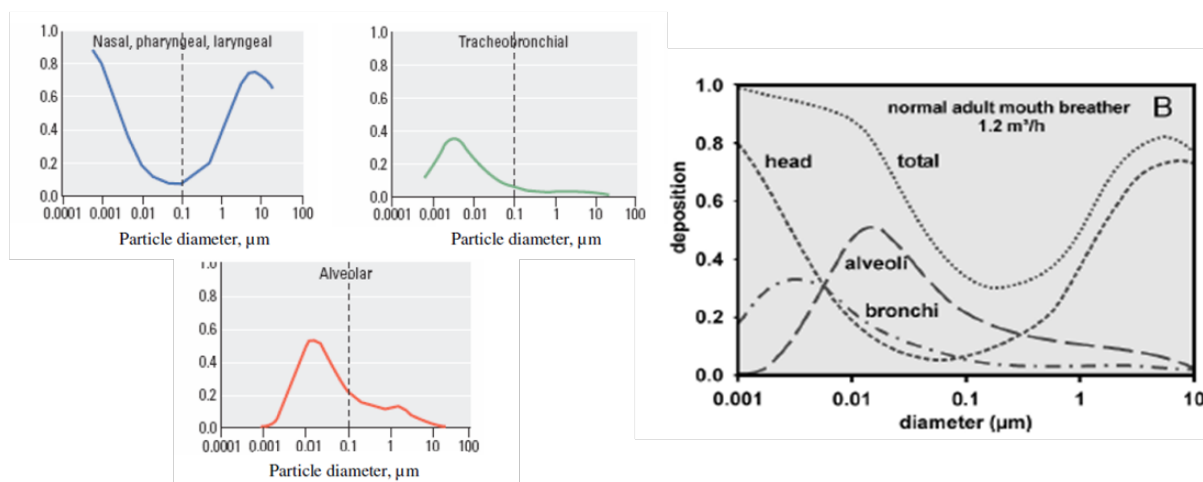 Nasal, pharyngeal, laryngeal
1.0
0.8
0.6
0.4
0.2
0.0
0.0001 0.001 0.01 0.1 1 10 100
Particle diameter, µm
Tracheobronchial
1.0
0.8
0.6
0.4
0.2
0.0
0.0001 0.001 0.01 0.1 1 10 100
Particle diameter, µm
Alveolar
1.0
0.8
0.6
0.4
0.2
0.0
0.0001 0.001 0.01 0.1 1 10 100
Particle diameter, µm
normal adult mouth breather B
1.2 m³/h
1.0
0.8
0.6
0.4
0.2
0.0
deposition
head
total
alveoli
bronchi
0.001 0.01 0.1 1 10
diameter (µm)